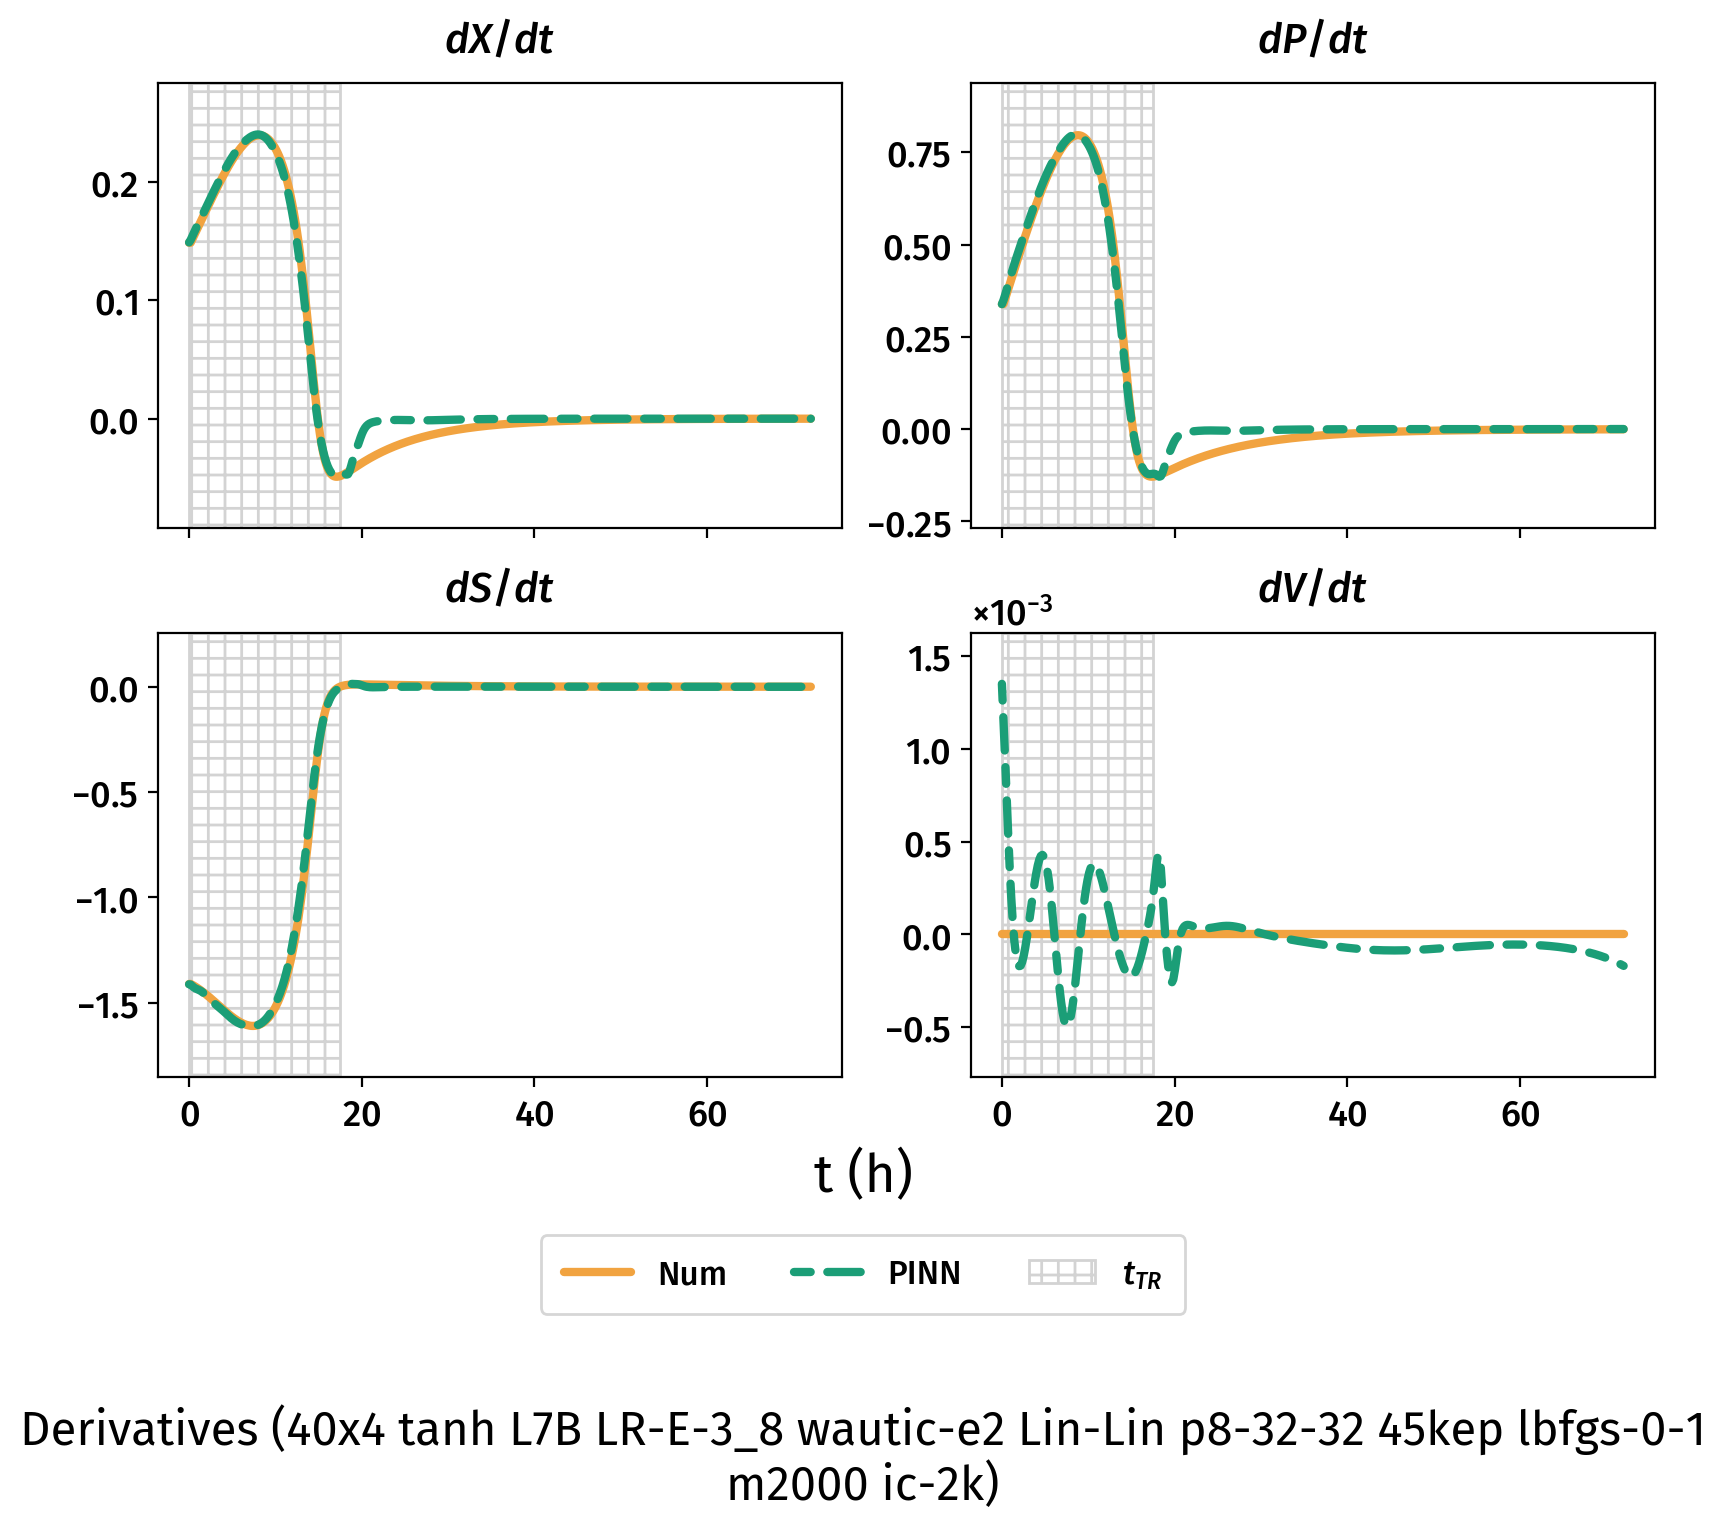 dX/dt
dP/dt
0.2
0.1
0.0
0.75
0.50
0.25
0.00
−0.25
dS/dt
dV/dt
×10⁻³
0.0
−0.5
−1.0
−1.5
1.5
1.0
0.5
0.0
−0.5
0 20 40 60
0 20 40 60
t (h)
Num PINN t_TR
Derivatives (40x4 tanh L7B LR-E-3_8 wautic-e2 Lin-Lin p8-32-32 45kep lbfgs-0-1
m2000 ic-2k)